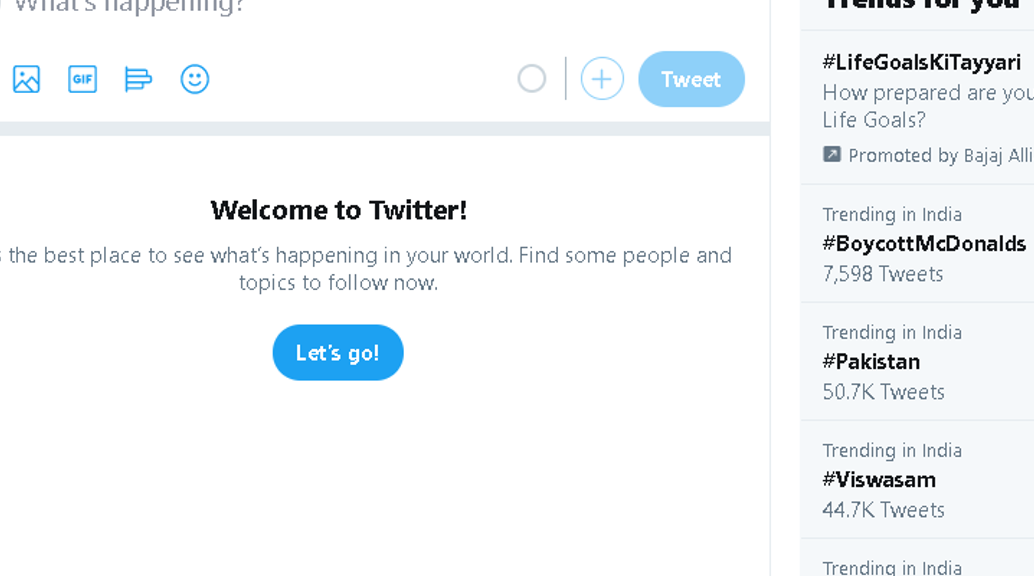 What's happening?
GIF
Tweet
Welcome to Twitter!
the best place to see what's happening in your world. Find some people and
topics to follow now.
Let's go!
Trends for you
#LifeGoalsKiTayyari
How prepared are you
Life Goals?
Promoted by Bajaj Alli
Trending in India
#BoycottMcDonalds
7,598 Tweets
Trending in India
#Pakistan
50.7K Tweets
Trending in India
#Viswasam
44.7K Tweets
Trending in India